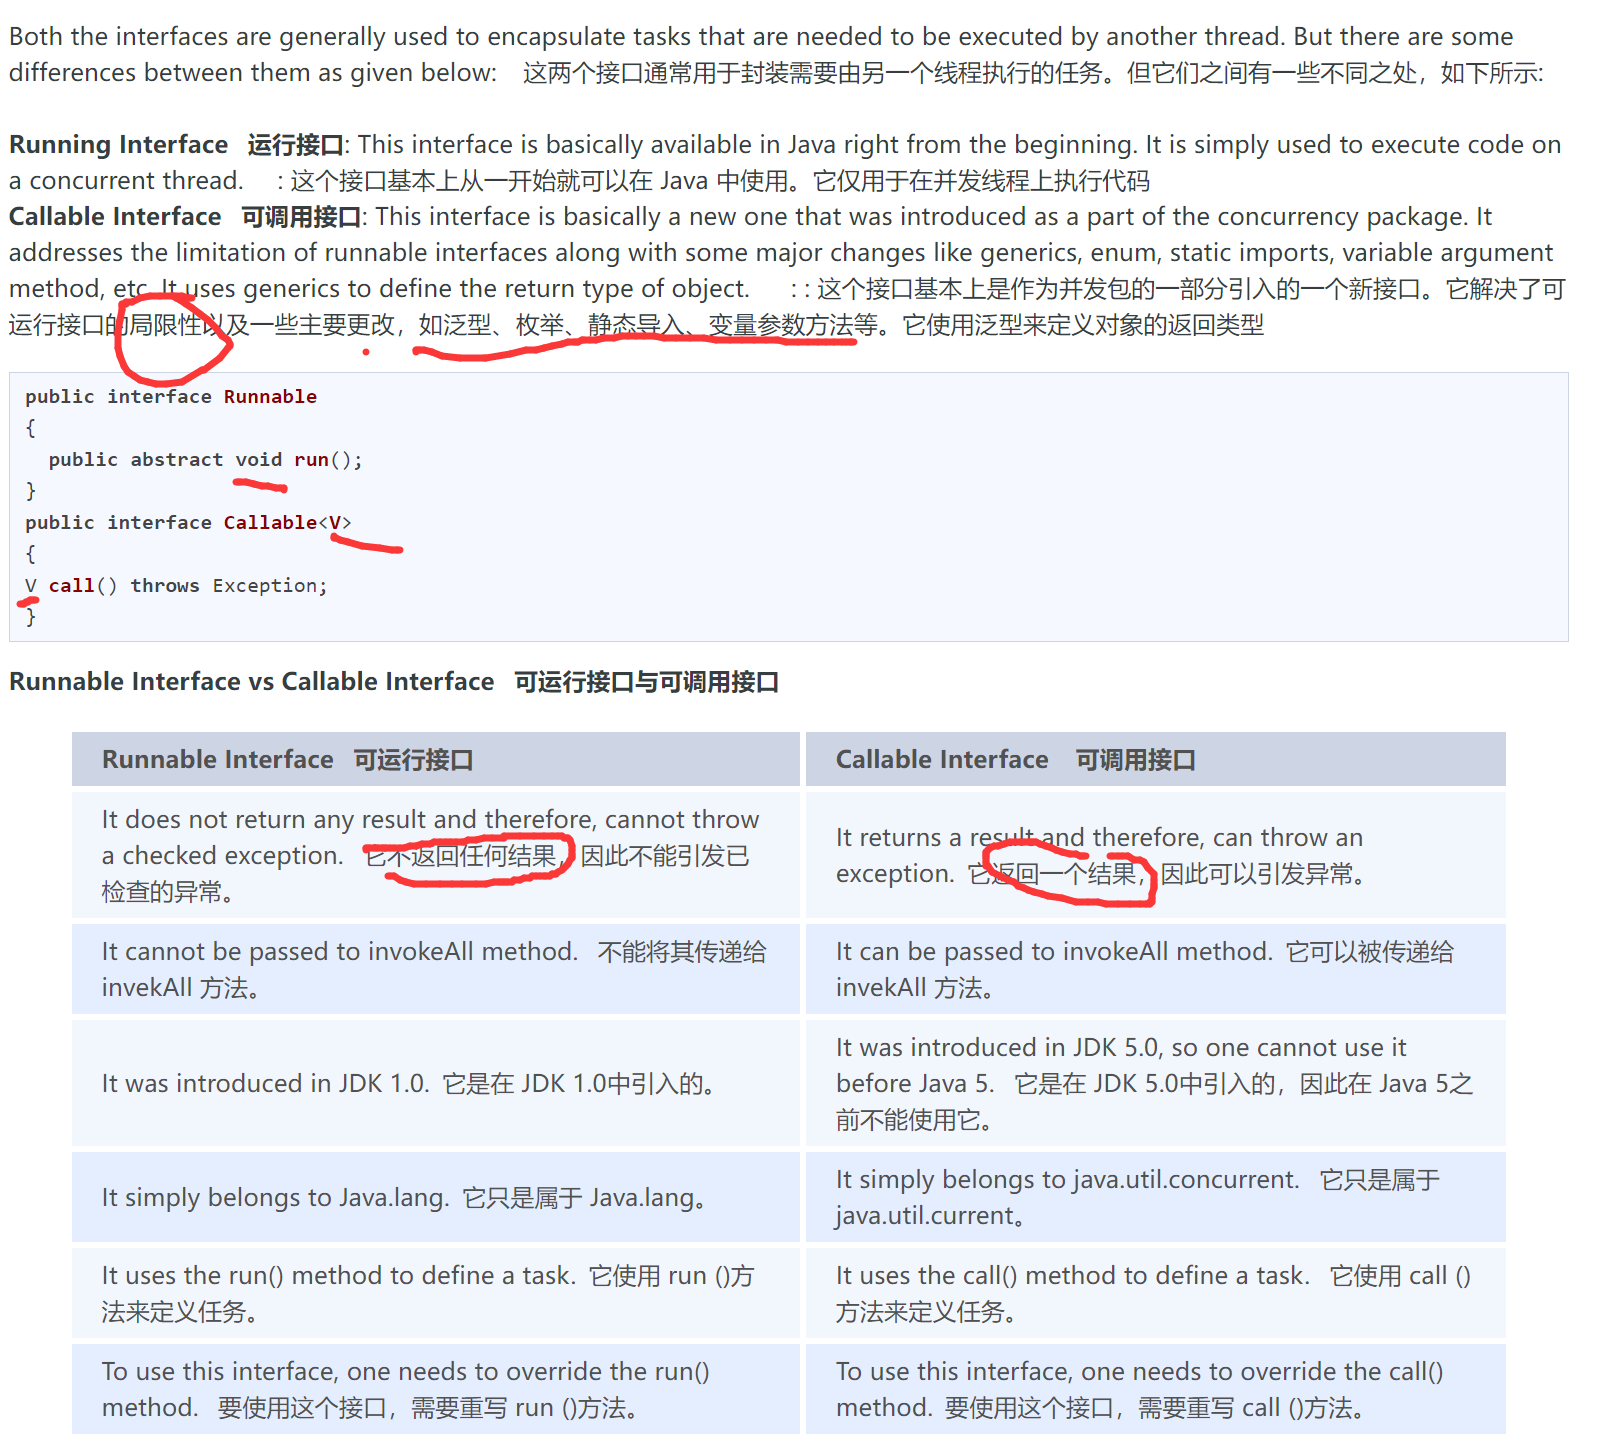 Both the interfaces are generally used to encapsulate tasks that are needed to be executed by another thread. But there are some
differences between them as given below: 这两个接口通常用于封装需要由另一个线程执行的任务。但它们之间有一些不同之处，如下所示:
Running Interface 运行接口: This interface is basically available in Java right from the beginning. It is simply used to execute code on
a concurrent thread. : 这个接口基本上从一开始就可以在 Java 中使用。它仅用于在并发线程上执行代码
Callable Interface 可调用接口: This interface is basically a new one that was introduced as a part of the concurrency package. It
addresses the limitation of runnable interfaces along with some major changes like generics, enum, static imports, variable argument
method, etc. It uses generics to define the return type of object. : : 这个接口基本上是作为并发包的一部分引入的一个新接口。它解决了可
运行接口的局限性以及一些主要更改，如泛型、枚举、静态导入、变量参数方法等。它使用泛型来定义对象的返回类型
public interface Runnable
{
public abstract void run();
}
public interface Callable<V>
{
V call() throws Exception;
}
Runnable Interface vs Callable Interface 可运行接口与可调用接口
Runnable Interface 可运行接口
Callable Interface 可调用接口
It does not return any result and therefore, cannot throw
a checked exception. 它不返回任何结果，因此不能引发已
检查的异常。
It returns a result and therefore, can throw an
exception. 它返回一个结果，因此可以引发异常。
It cannot be passed to invokeAll method. 不能将其传递给
invekAll 方法。
It can be passed to invokeAll method. 它可以被传递给
invekAll 方法。
It was introduced in JDK 1.0. 它是在 JDK 1.0中引入的。
It was introduced in JDK 5.0, so one cannot use it
before Java 5. 它是在 JDK 5.0中引入的，因此在 Java 5之
前不能使用它。
It simply belongs to Java.lang. 它只是属于 Java.lang。
It simply belongs to java.util.concurrent. 它只是属于
java.util.current。
It uses the run() method to define a task. 它使用 run ()方
法来定义任务。
It uses the call() method to define a task. 它使用 call ()
方法来定义任务。
To use this interface, one needs to override the run()
method. 要使用这个接口，需要重写 run ()方法。
To use this interface, one needs to override the call()
method. 要使用这个接口，需要重写 call ()方法。